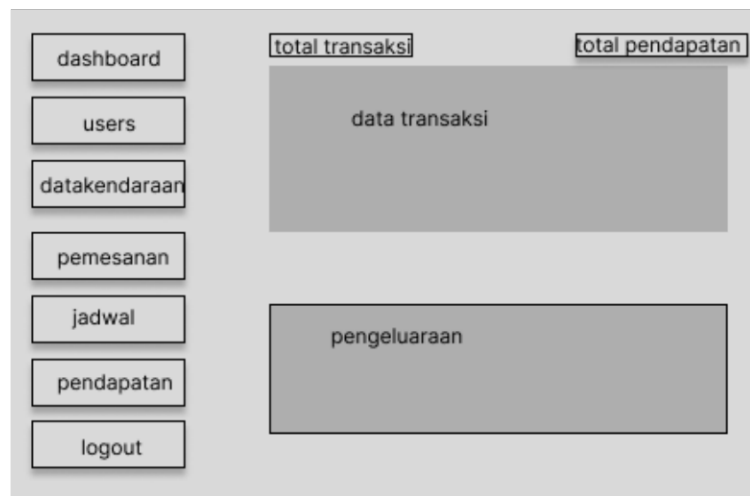 dashboard
users
datakendaraan
pemesanan
jadwal
pendapatan
logout
total transaksi
total pendapatan
data transaksi
pengeluaraan